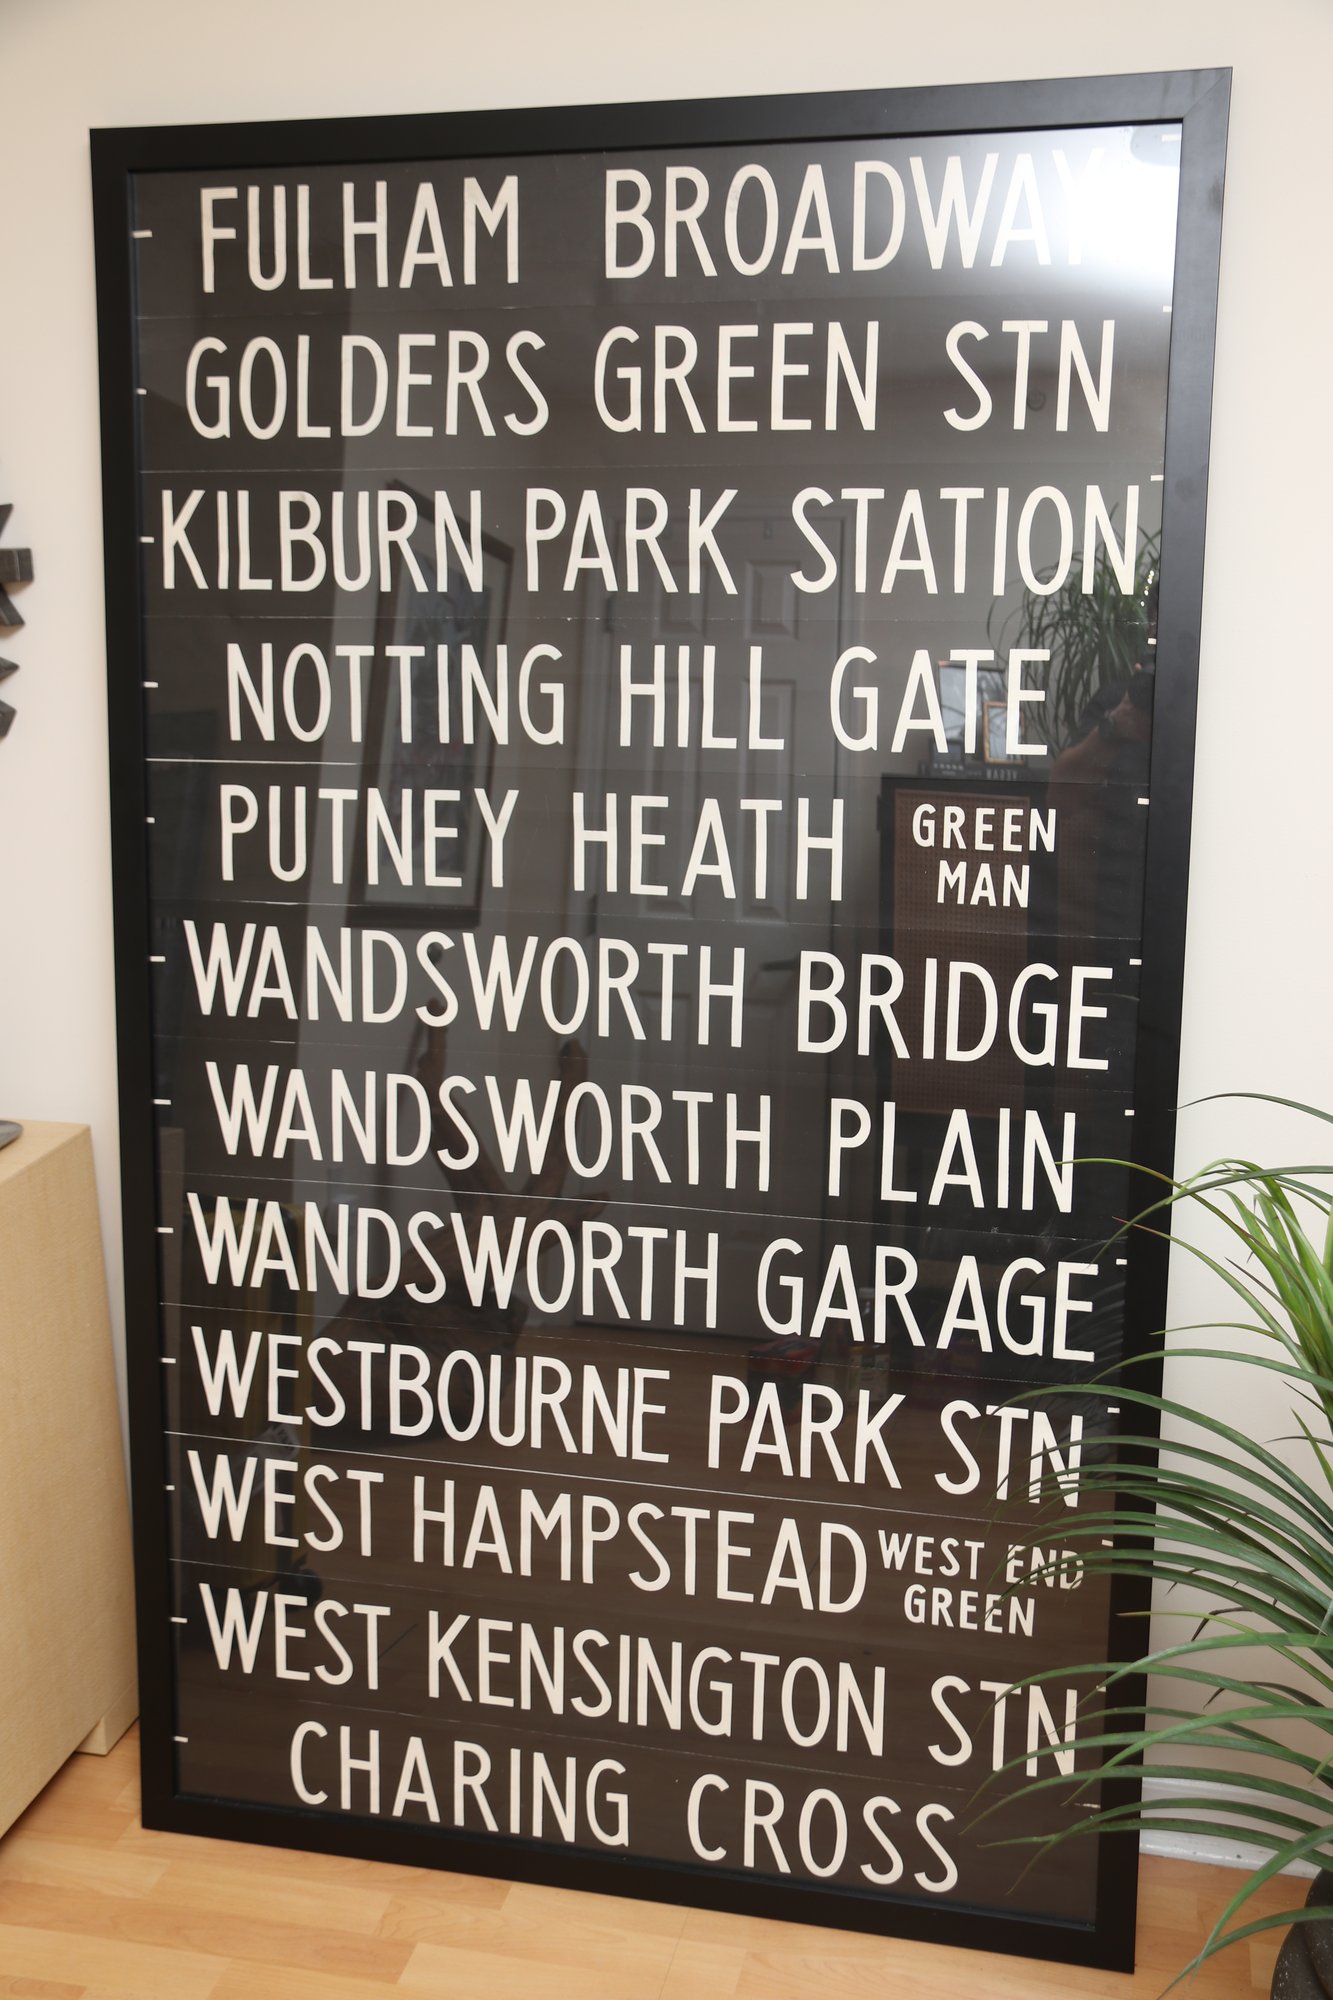 FULHAM BROADWAY
GOLDERS GREEN STN
KILBURN PARK STATION
NOTTING HILL GATE
PUTNEY HEATH GREEN MAN
WANDSWORTH BRIDGE
WANDSWORTH PLAIN
WANDSWORTH GARAGE
WESTBOURNE PARK STN
WEST HAMPSTEAD WEST END GREEN
WEST KENSINGTON STN
CHARING CROSS